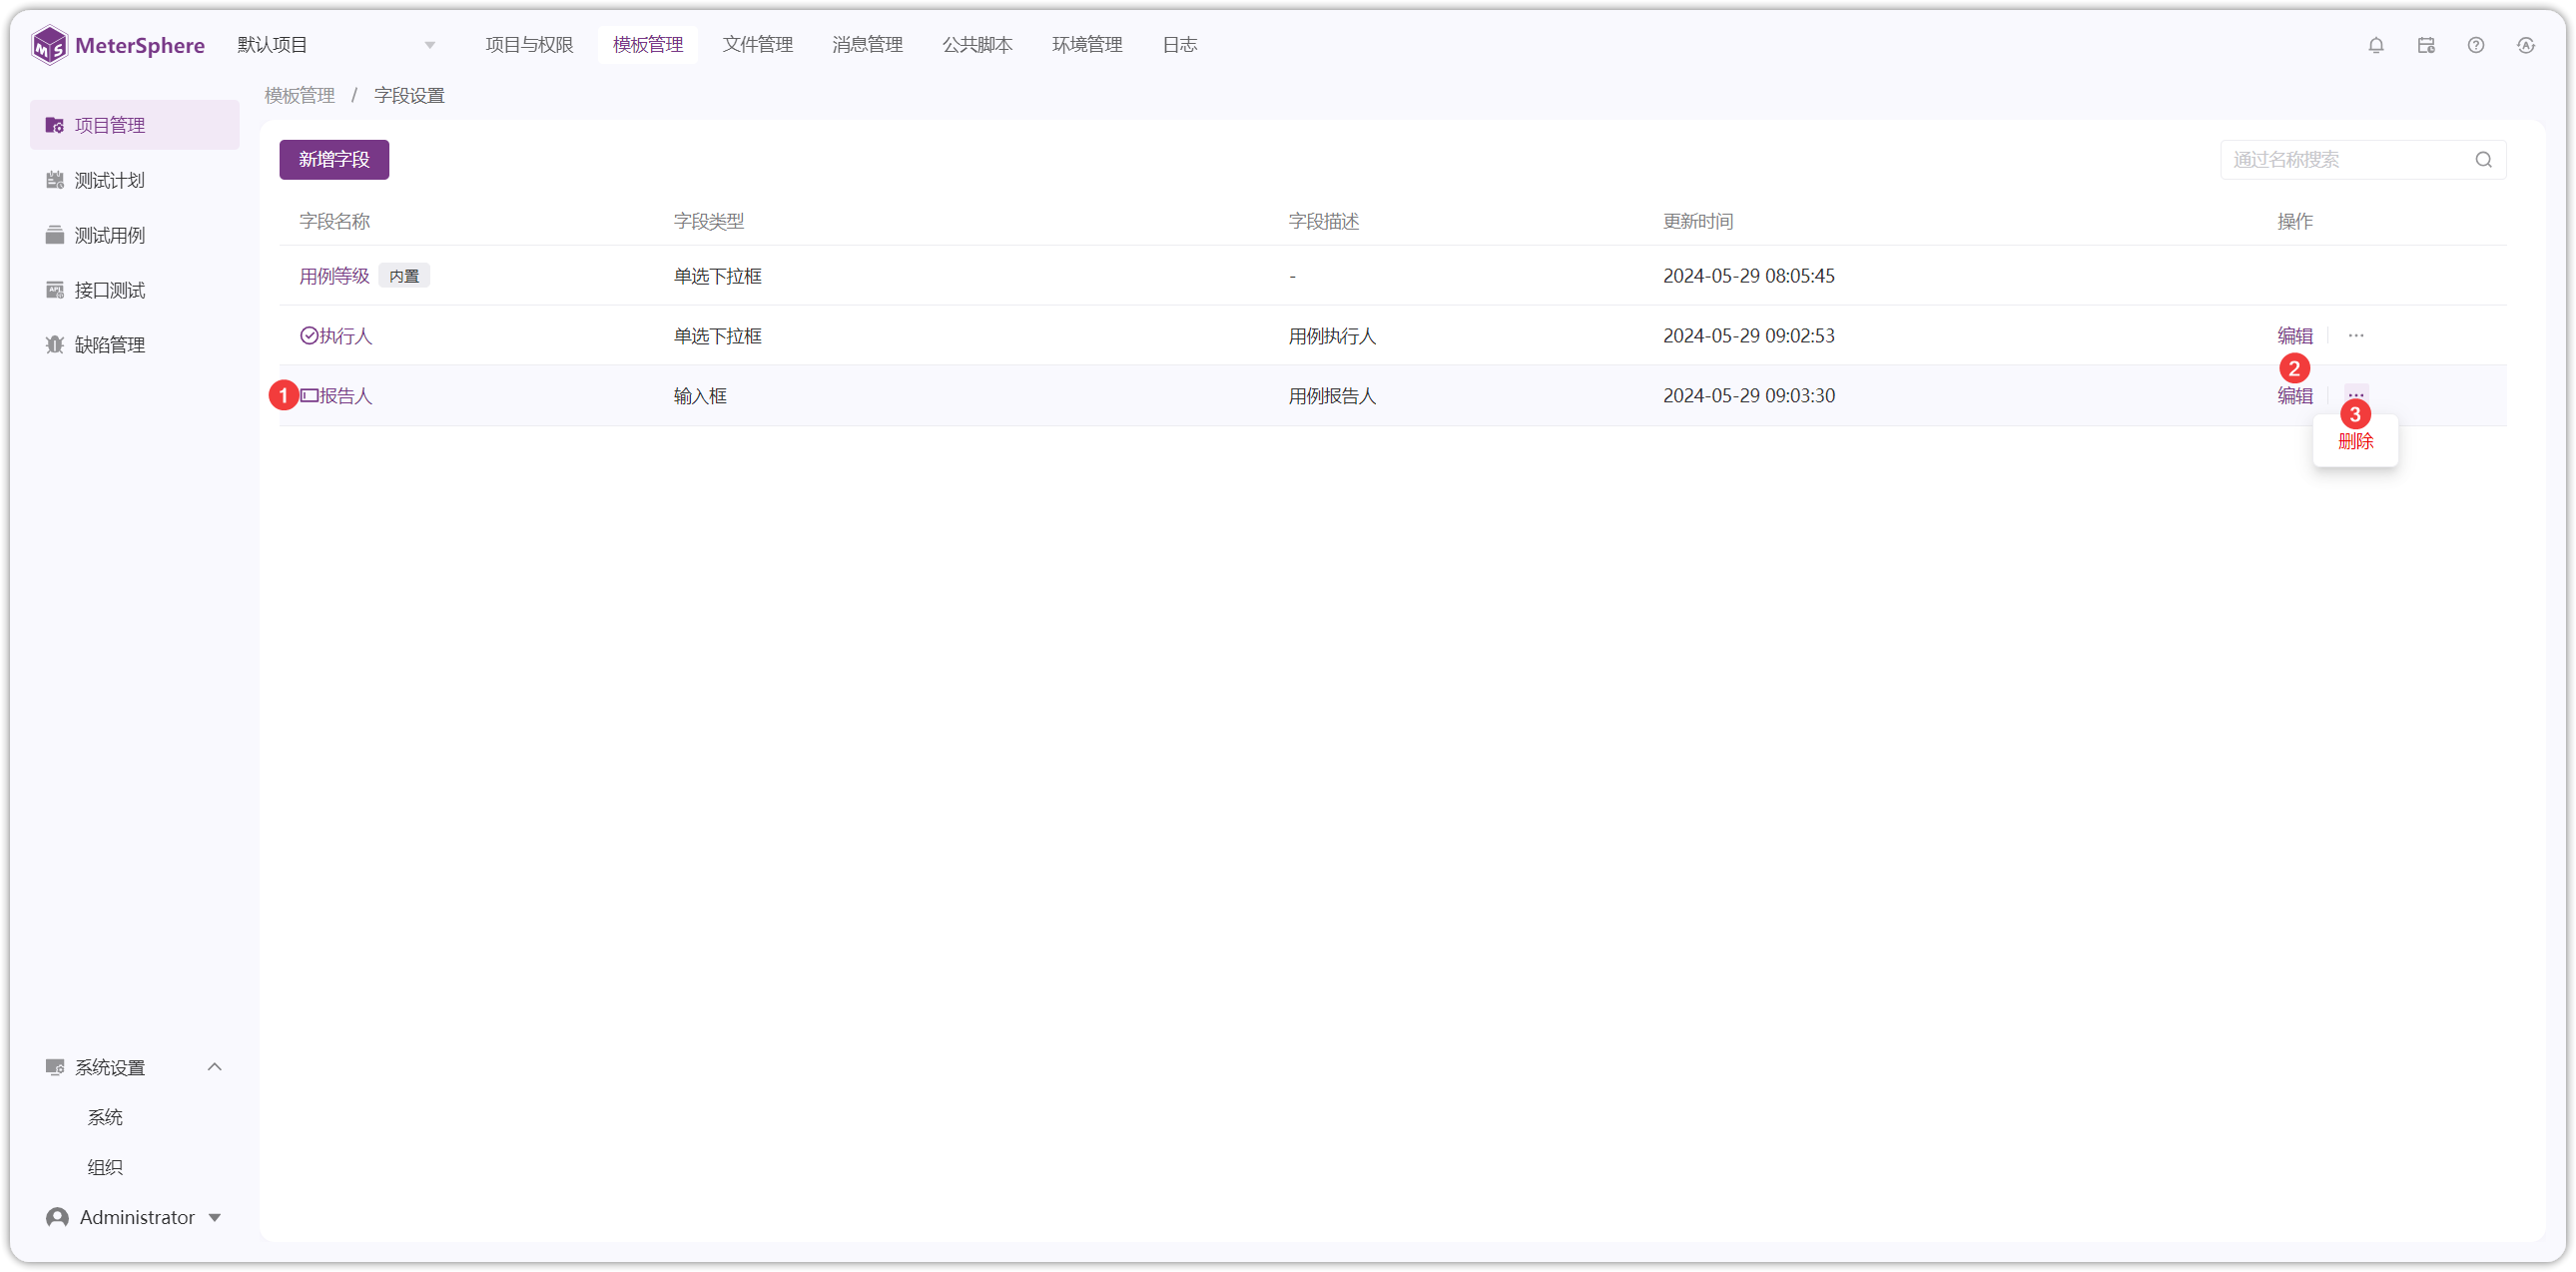 MeterSphere 默认项目 项目与权限 模板管理 文件管理 消息管理 公共脚本 环境管理 日志
模板管理 / 字段设置
项目管理
测试计划
测试用例
接口测试
缺陷管理
新增字段 通过名称搜索
字段名称 字段类型 字段描述 更新时间 操作
用例等级 内置 单选下拉框 - 2024-05-29 08:05:45
执行人 单选下拉框 用例执行人 2024-05-29 09:02:53 编辑 ...
2
1 报告人 输入框 用例报告人 2024-05-29 09:03:30 编辑 ...
3
删除
系统设置
系统
组织
Administrator